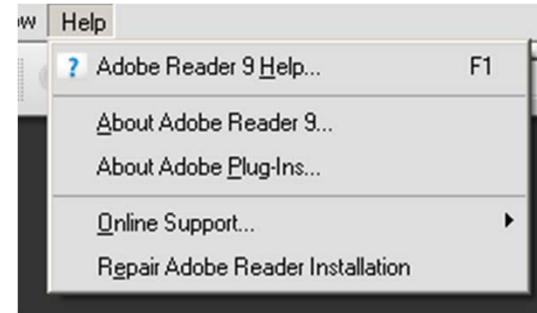 ow Help
? Adobe Reader 9 Help... F1
About Adobe Reader 9...
About Adobe Plug-Ins...
Online Support...
Repair Adobe Reader Installation